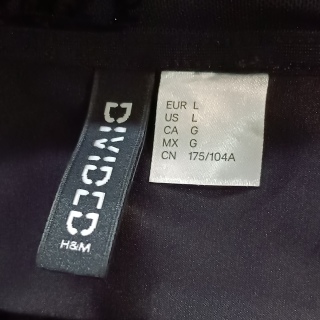 DIVIDED
H&M
EUR L
US L
CA G
MX G
CN 175/104A